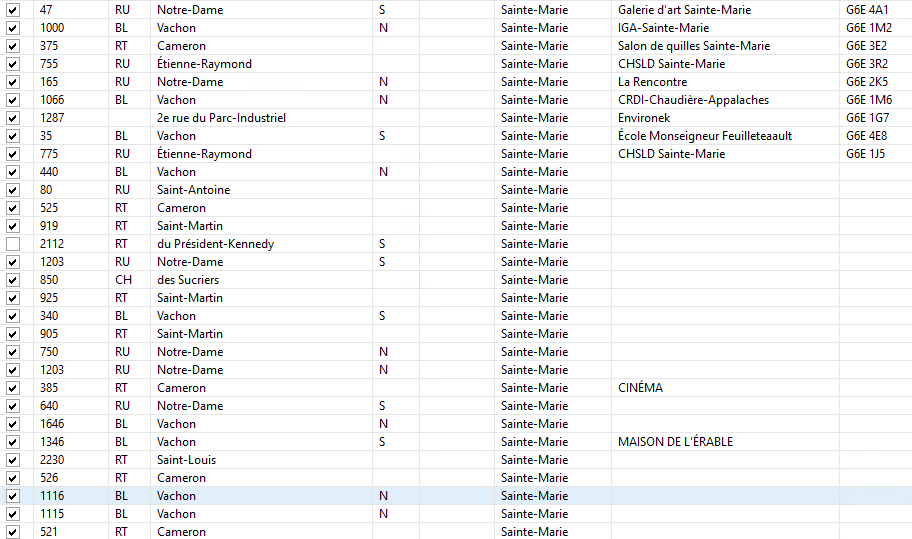 47 RU Notre-Dame S Sainte-Marie Galerie d'art Sainte-Marie G6E 4A1
1000 BL Vachon N Sainte-Marie IGA-Sainte-Marie G6E 1M2
375 RT Cameron Sainte-Marie Salon de quilles Sainte-Marie G6E 3E2
755 RU Étienne-Raymond Sainte-Marie CHSLD Sainte-Marie G6E 3R2
165 RU Notre-Dame N Sainte-Marie La Rencontre G6E 2K5
1066 BL Vachon N Sainte-Marie CRDI-Chaudière-Appalaches G6E 1M6
1287 2e rue du Parc-Industriel Sainte-Marie Environek G6E 1G7
35 BL Vachon S Sainte-Marie École Monseigneur Feuilleteaault G6E 4E8
775 RU Étienne-Raymond Sainte-Marie CHSLD Sainte-Marie G6E 1J5
440 BL Vachon N Sainte-Marie
80 RU Saint-Antoine Sainte-Marie
525 RT Cameron Sainte-Marie
919 RT Saint-Martin Sainte-Marie
2112 RT du Président-Kennedy S Sainte-Marie
1203 RU Notre-Dame S Sainte-Marie
850 CH des Sucriers Sainte-Marie
925 RT Saint-Martin Sainte-Marie
340 BL Vachon S Sainte-Marie
905 RT Saint-Martin Sainte-Marie
750 RU Notre-Dame N Sainte-Marie
1203 RU Notre-Dame N Sainte-Marie
385 RT Cameron Sainte-Marie CINÉMA
640 RU Notre-Dame S Sainte-Marie
1646 BL Vachon N Sainte-Marie
1346 BL Vachon S Sainte-Marie MAISON DE L'ÉRABLE
2230 RT Saint-Louis Sainte-Marie
526 RT Cameron Sainte-Marie
1116 BL Vachon N Sainte-Marie
1115 BL Vachon N Sainte-Marie
521 RT Cameron Sainte-Marie